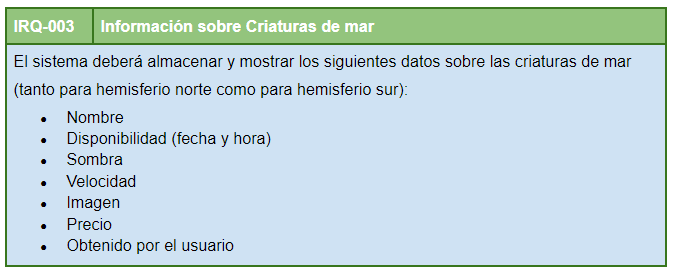 IRQ-003 Información sobre Criaturas de mar
El sistema deberá almacenar y mostrar los siguientes datos sobre las criaturas de mar
(tanto para hemisferio norte como para hemisferio sur):
● Nombre
● Disponibilidad (fecha y hora)
● Sombra
● Velocidad
● Imagen
● Precio
● Obtenido por el usuario